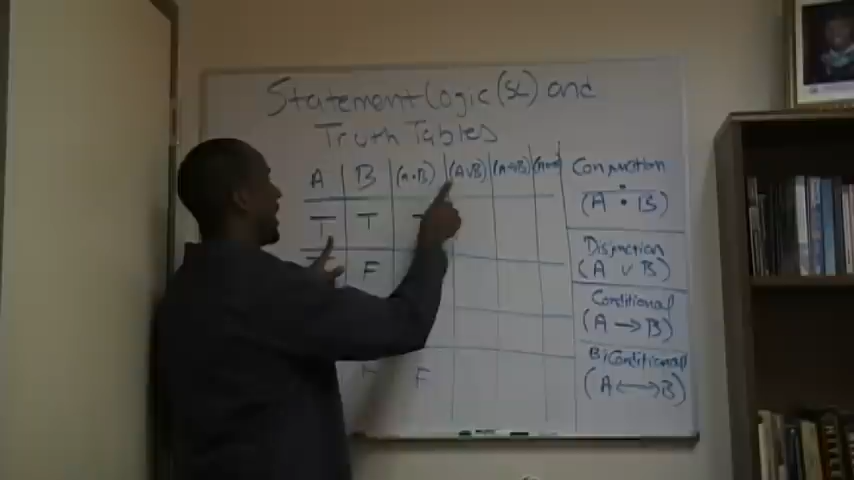 Statement Logic (SL) and
Truth Tables
A B (A • B) (A v B) (A → B)
T T T
F
F F
Conjunction
(A • B)
Disjunction
(A v B)
Conditional
(A → B)
BiConditional
(A ↔ B)